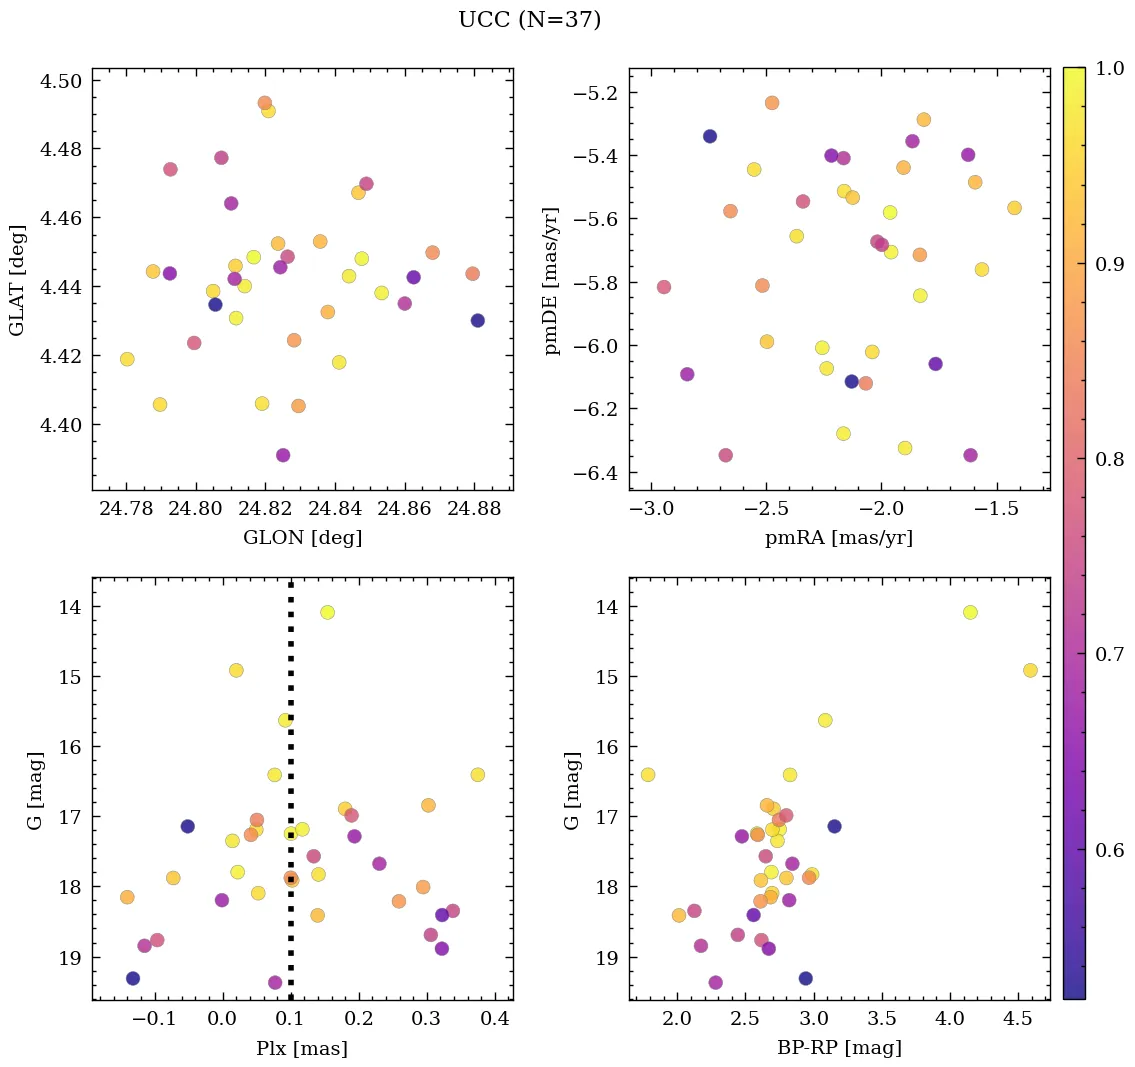 UCC (N=37)
4.50
4.48
4.46
4.44
4.42
4.40
GLAT [deg]
24.78 24.80 24.82 24.84 24.86 24.88
GLON [deg]
−5.2
−5.4
−5.6
−5.8
−6.0
−6.2
−6.4
pmDE [mas/yr]
−3.0 −2.5 −2.0 −1.5
pmRA [mas/yr]
14
15
16
17
18
19
G [mag]
−0.1 0.0 0.1 0.2 0.3 0.4
Plx [mas]
14
15
16
17
18
19
G [mag]
2.0 2.5 3.0 3.5 4.0 4.5
BP-RP [mag]
1.0
0.9
0.8
0.7
0.6